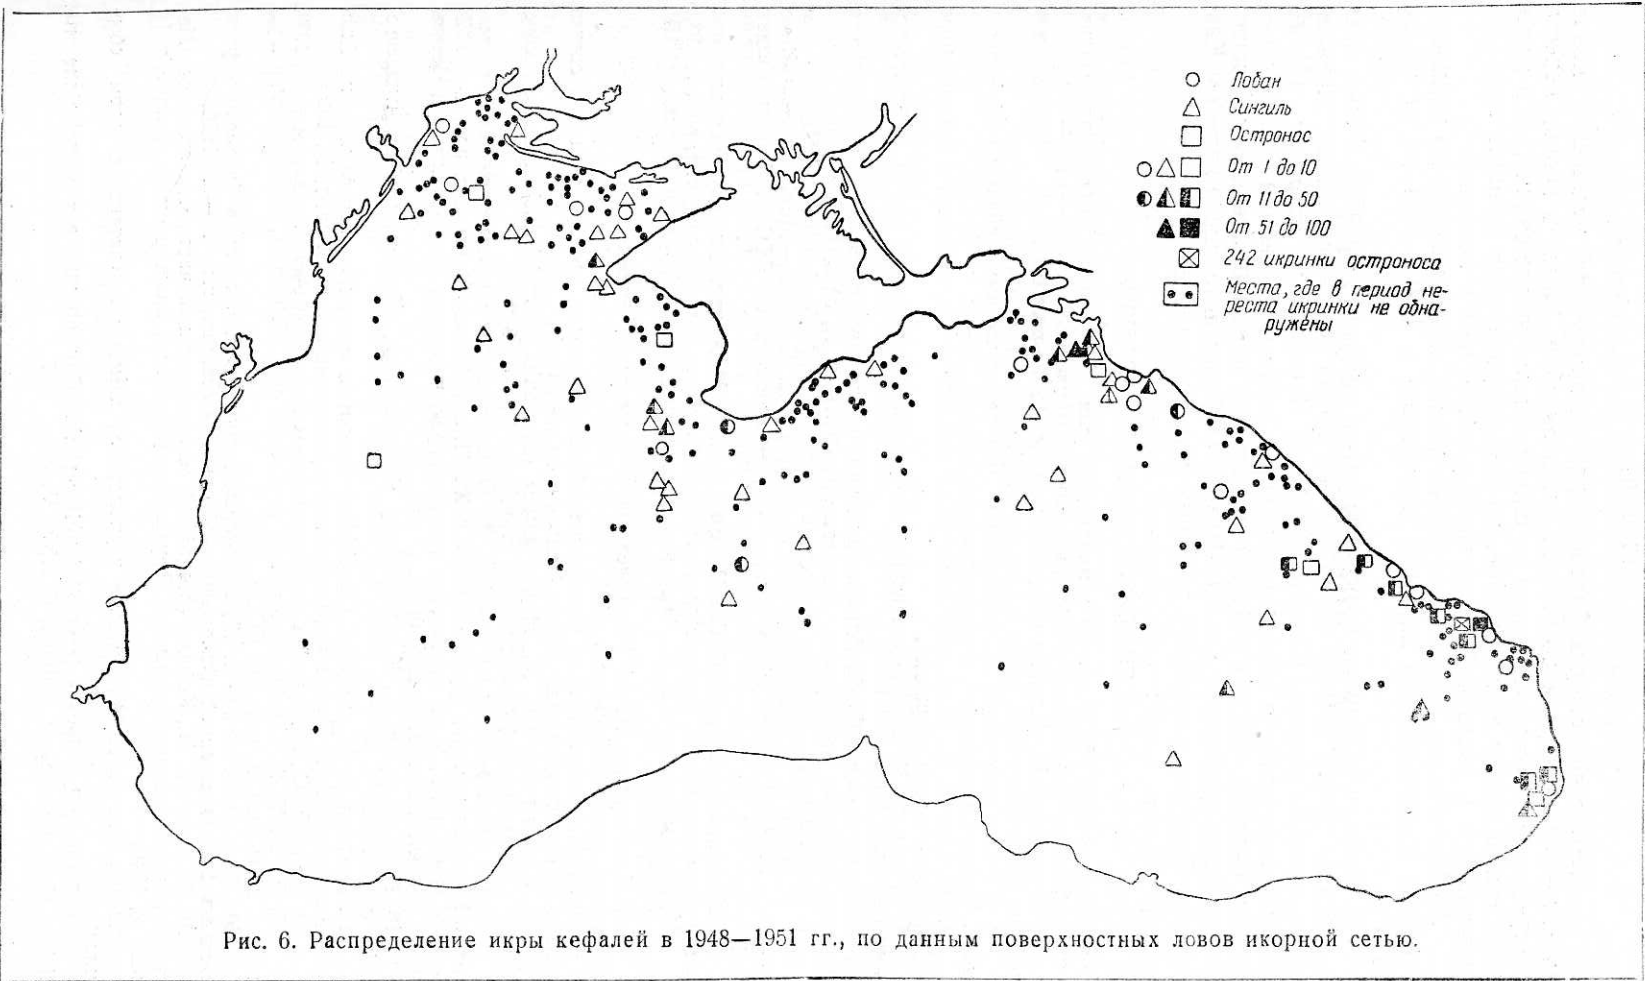 Лобан
Сингиль
Остронос
От 1 до 10
От 11 до 50
От 51 до 100
242 икринки остроноса
Места, где в период не-
реста икринки не обна-
ружены
Рис. 6. Распределение икры кефалей в 1948—1951 гг., по данным поверхностных ловов икорной сетью.